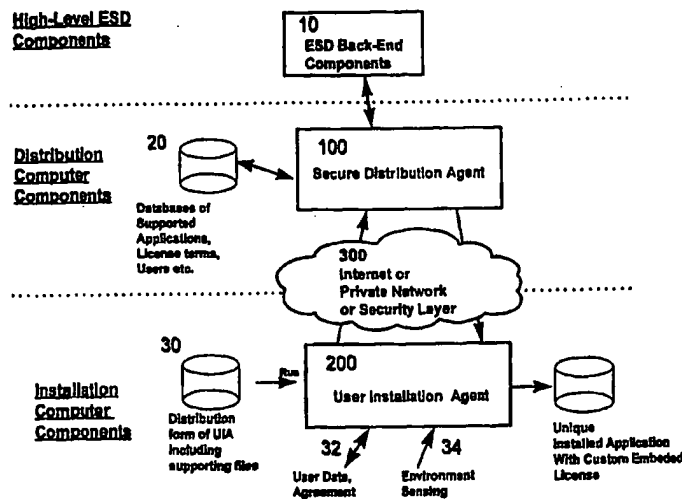 High-Level ESD
Components
10
ESD Back-End
Components
Distribution
Computer
Components
20
Databases of
Supported
Applications,
License terms,
Users etc.
100
Secure Distribution Agent
300
Internet or
Private Network
or Security Layer
Installation
Computer
Components
30
Distribution
form of UIA
including
supporting files
Run
200
User Installation Agent
32
User Data,
Agreement
34
Environment
Sensing
Unique
Installed Application
With Custom Embeded
License